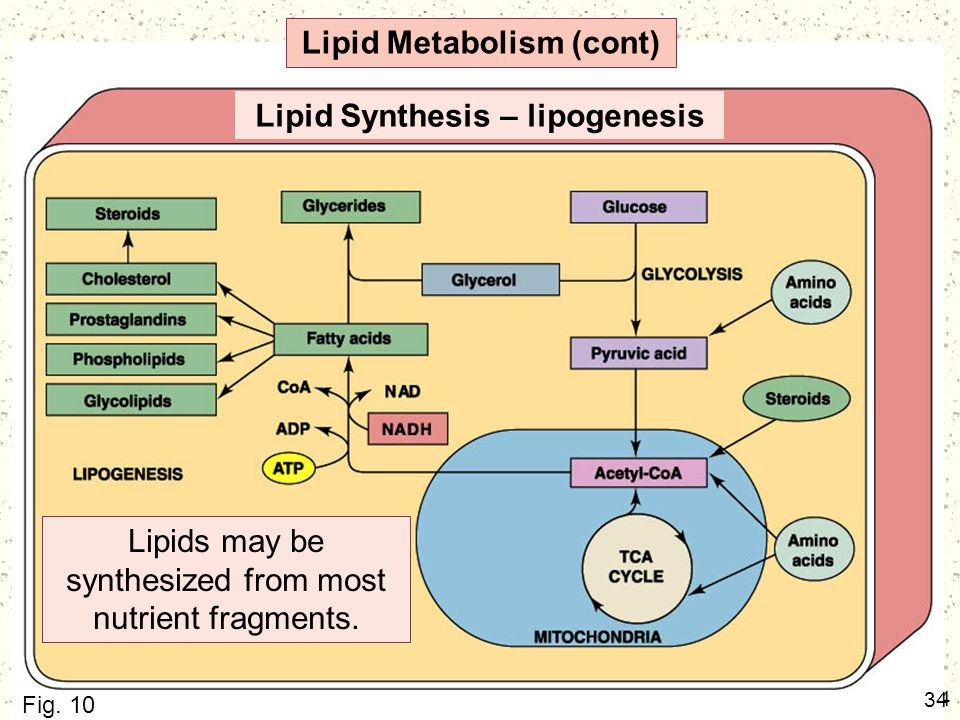 Lipid Metabolism (cont)
Lipid Synthesis – lipogenesis
Steroids
Glycerides
Glucose
Cholesterol
Glycerol
GLYCOLYSIS
Amino
acids
Prostaglandins
Fatty acids
Phospholipids
Pyruvic acid
Glycolipids
CoA
NAD
Steroids
ADP
NADH
ATP
LIPOGENESIS
Acetyl-CoA
Lipids may be
synthesized from most
nutrient fragments.
TCA
CYCLE
Amino
acids
MITOCHONDRIA
Fig. 10
34